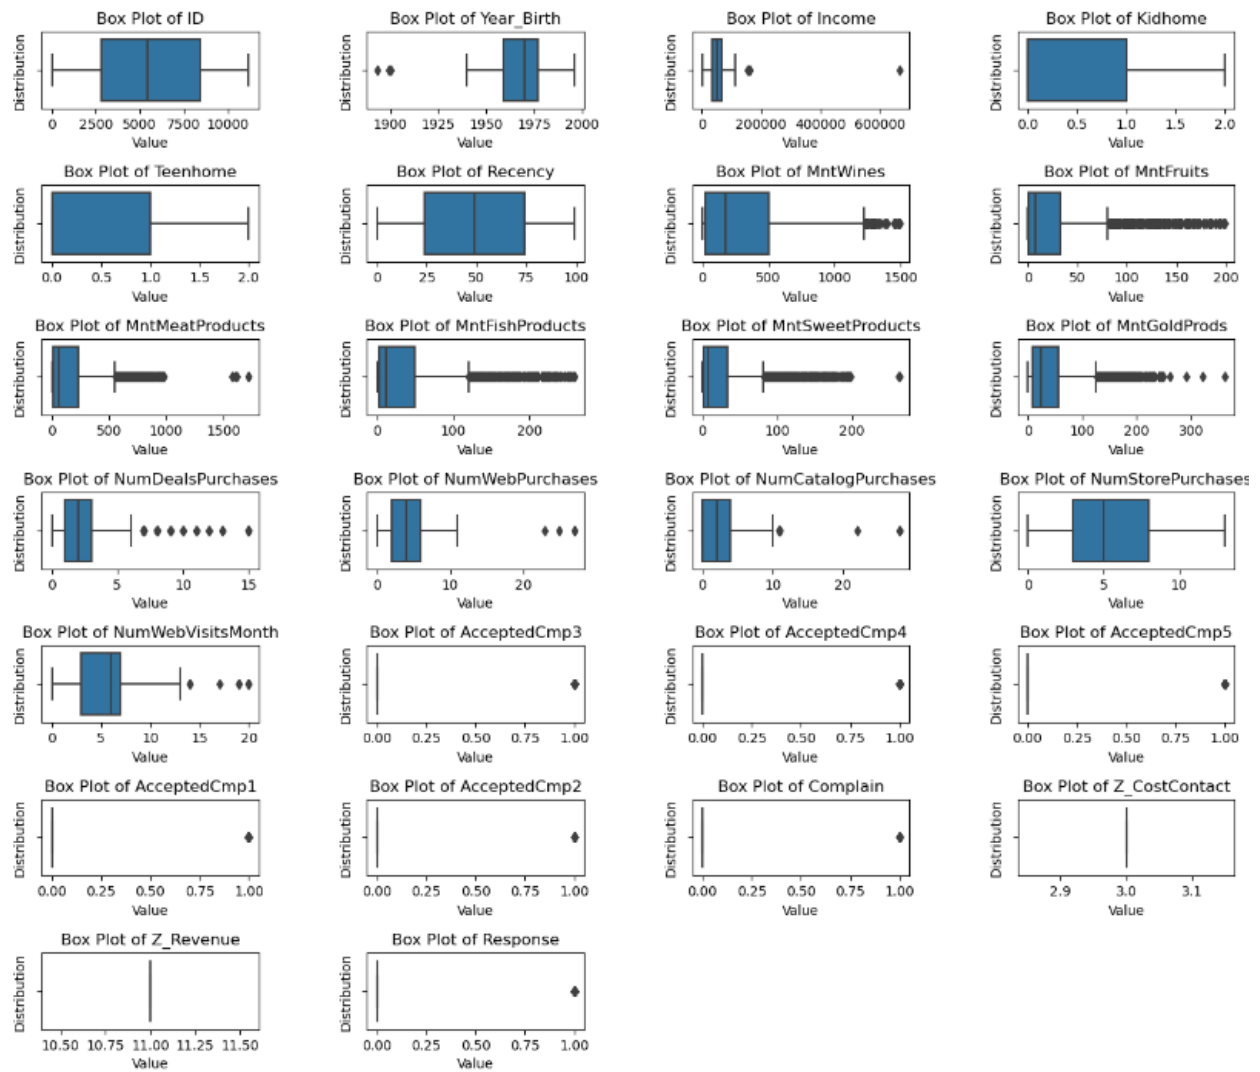 Box Plot of ID
Distribution
0 2500 5000 7500 10000
Value
Box Plot of Year_Birth
Distribution
1900 1925 1950 1975 2000
Value
Box Plot of Income
Distribution
0 200000 400000 600000
Value
Box Plot of Kidhome
Distribution
0.0 0.5 1.0 1.5 2.0
Value
Box Plot of Teenhome
Distribution
0.0 0.5 1.0 1.5 2.0
Value
Box Plot of Recency
Distribution
0 25 50 75 100
Value
Box Plot of MntWines
Distribution
0 500 1000 1500
Value
Box Plot of MntFruits
Distribution
0 50 100 150 200
Value
Box Plot of MntMeatProducts
Distribution
0 500 1000 1500
Value
Box Plot of MntFishProducts
Distribution
0 100 200
Value
Box Plot of MntSweetProducts
Distribution
0 100 200
Value
Box Plot of MntGoldProds
Distribution
0 100 200 300
Value
Box Plot of NumDealsPurchases
Distribution
0 5 10 15
Value
Box Plot of NumWebPurchases
Distribution
0 10 20
Value
Box Plot of NumCatalogPurchases
Distribution
0 10 20
Value
Box Plot of NumStorePurchases
Distribution
0 5 10
Value
Box Plot of NumWebVisitsMonth
Distribution
0 5 10 15 20
Value
Box Plot of AcceptedCmp3
Distribution
0.00 0.25 0.50 0.75 1.00
Value
Box Plot of AcceptedCmp4
Distribution
0.00 0.25 0.50 0.75 1.00
Value
Box Plot of AcceptedCmp5
Distribution
0.00 0.25 0.50 0.75 1.00
Value
Box Plot of AcceptedCmp1
Distribution
0.00 0.25 0.50 0.75 1.00
Value
Box Plot of AcceptedCmp2
Distribution
0.00 0.25 0.50 0.75 1.00
Value
Box Plot of Complain
Distribution
0.00 0.25 0.50 0.75 1.00
Value
Box Plot of Z_CostContact
Distribution
2.9 3.0 3.1
Value
Box Plot of Z_Revenue
Distribution
10.50 10.75 11.00 11.25 11.50
Value
Box Plot of Response
Distribution
0.00 0.25 0.50 0.75 1.00
Value